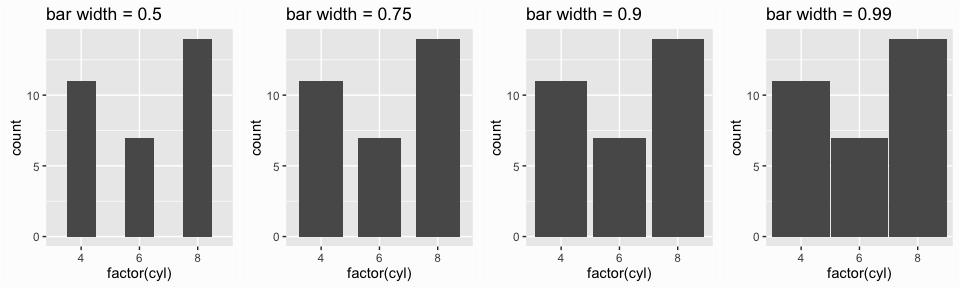 bar width = 0.5
count
10
5
0
4 6 8
factor(cyl)
bar width = 0.75
count
10
5
0
4 6 8
factor(cyl)
bar width = 0.9
count
10
5
0
4 6 8
factor(cyl)
bar width = 0.99
count
10
5
0
4 6 8
factor(cyl)